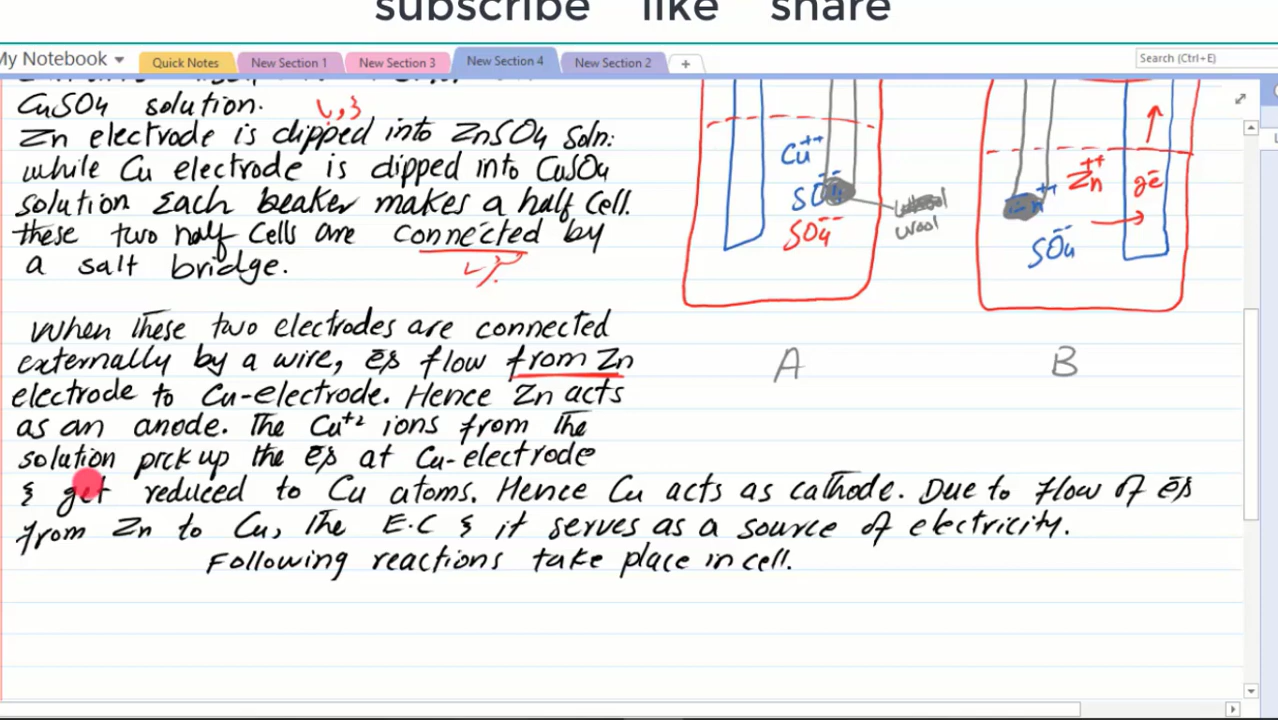 subscribe like share
My Notebook
Quick Notes
New Section 1
New Section 3
New Section 4
New Section 2
+
Search (Ctrl+E)
CuSO4 solution.
Zn electrode is dipped into ZnSO4 Soln:
while Cu electrode is dipped into CuSO4
solution Each beaker makes a half Cell.
these two half Cells are connected by
a salt bridge.
When These two electrodes are connected
externally by a wire, ēs flow from Zn
electrode to Cu-electrode. Hence Zn acts
as an anode. The Cu+2 ions from the
solution pick up the ēs at Cu-electrode
& get reduced to Cu atoms. Hence Cu acts as cathode. Due to flow of ēs
from Zn to Cu, The E.C & it serves as a source of electricity.
Following reactions take place in cell.
Cu++
SO4--
SO4--
wool
A
Zn++
SO4--
B